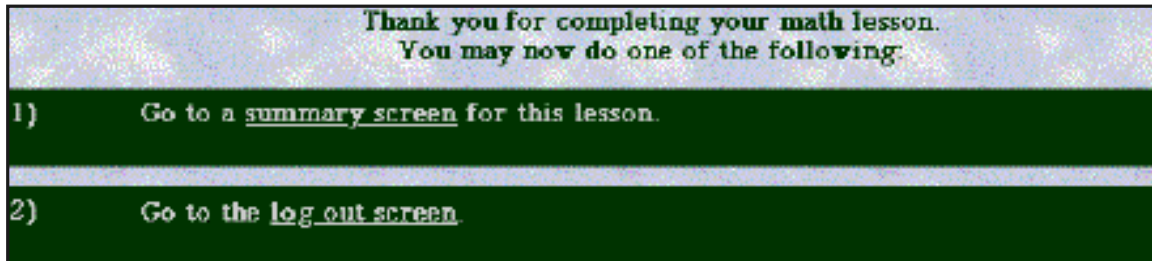 Thank you for completing your math lesson.
You may now do one of the following:
1) Go to a summary screen for this lesson.
2) Go to the log out screen.